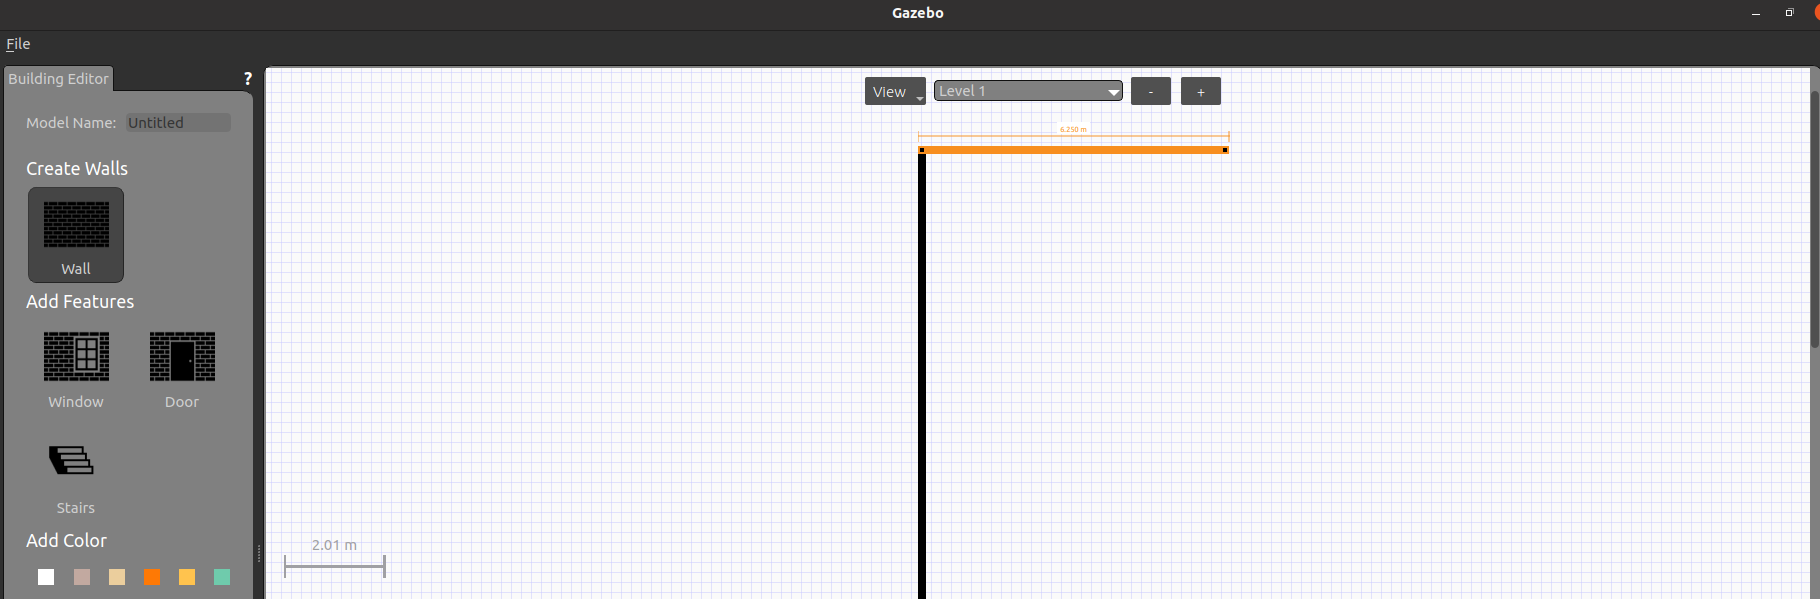 Gazebo
File
Building Editor
?
Model Name: Untitled
View
Level 1
-
+
6.250 m
Create Walls
Wall
Add Features
Window
Door
Stairs
Add Color
2.01 m